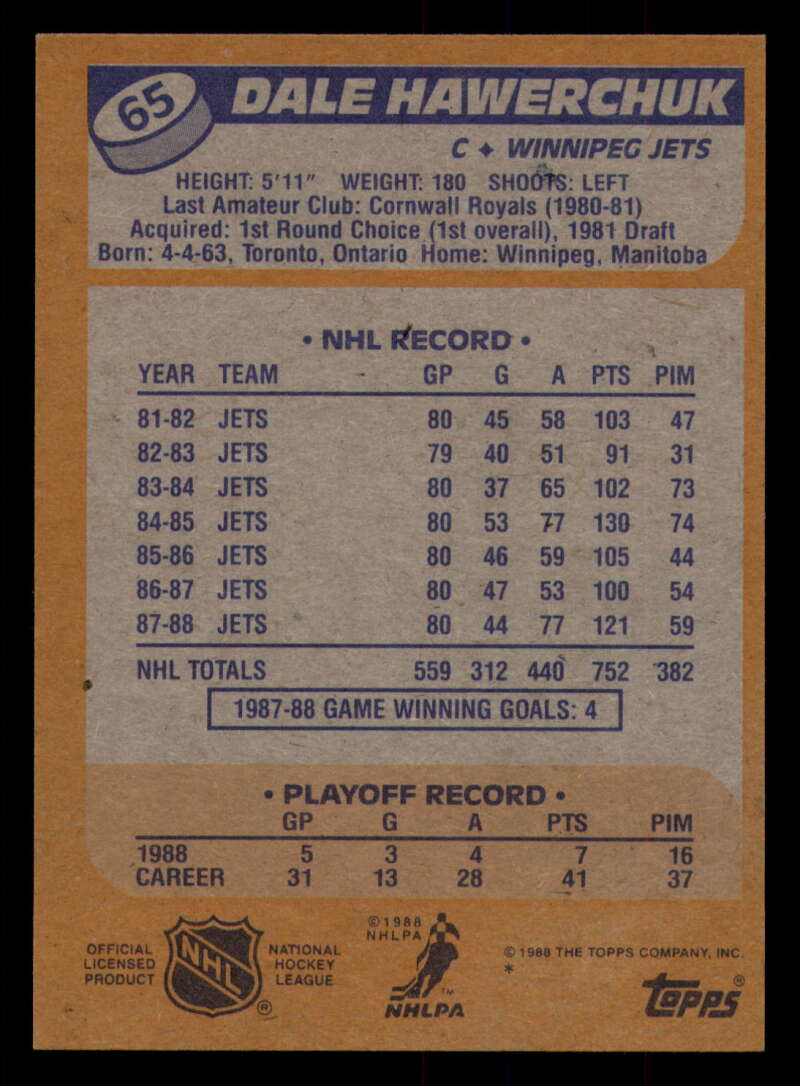 65
DALE HAWERCHUK
C ♦ WINNIPEG JETS
HEIGHT: 5'11" WEIGHT: 180 SHOOTS: LEFT
Last Amateur Club: Cornwall Royals (1980-81)
Acquired: 1st Round Choice (1st overall), 1981 Draft
Born: 4-4-63, Toronto, Ontario Home: Winnipeg, Manitoba
• NHL RECORD •
YEAR TEAM GP G A PTS PIM
81-82 JETS 80 45 58 103 47
82-83 JETS 79 40 51 91 31
83-84 JETS 80 37 65 102 73
84-85 JETS 80 53 77 130 74
85-86 JETS 80 46 59 105 44
86-87 JETS 80 47 53 100 54
87-88 JETS 80 44 77 121 59
NHL TOTALS 559 312 440 752 382
1987-88 GAME WINNING GOALS: 4
• PLAYOFF RECORD •
GP G A PTS PIM
1988 5 3 4 7 16
CAREER 31 13 28 41 37
OFFICIAL
LICENSED
PRODUCT
NHL
®
NATIONAL
HOCKEY
LEAGUE
©1988
NHLPA
TM
NHLPA
© 1988 THE TOPPS COMPANY, INC.
*
topps®